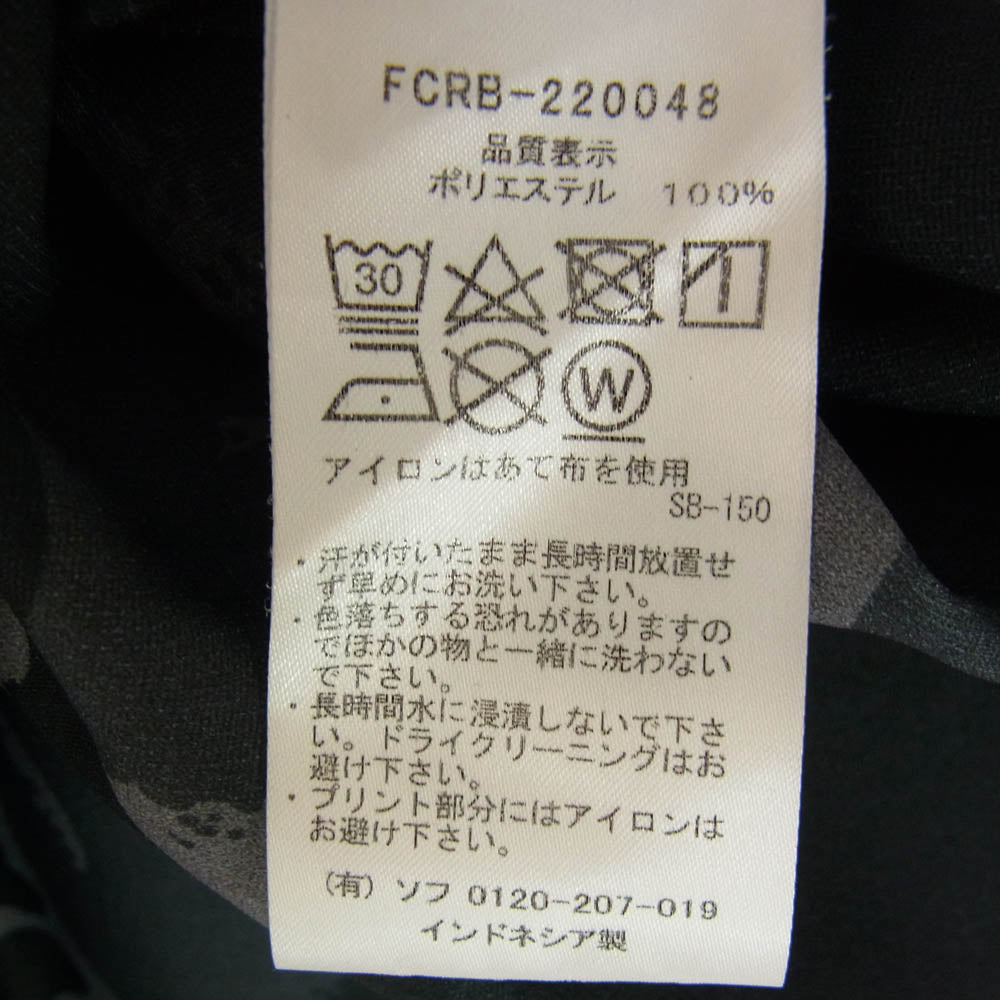 FCRB-220048
品質表示
ポリエステル 100%
30
W
アイロンはあて布を使用
SB-150
・汗が付いたまま長時間放置せ
ず早めにお洗い下さい。
・色落ちする恐れがありますの
でほかの物と一緒に洗わない
で下さい。
・長時間水に浸漬しないで下さ
い。ドライクリーニングはお
避け下さい。
・プリント部分にはアイロンは
お避け下さい。
(有) ソフ 0120-207-019
インドネシア製